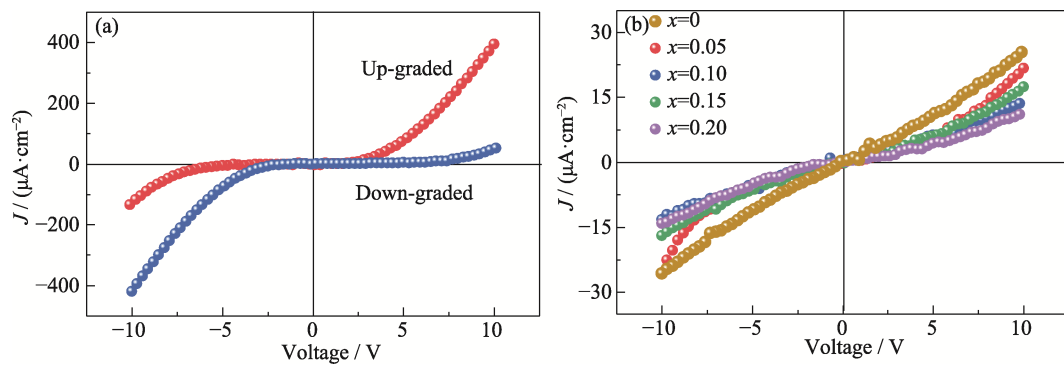 (a)
400
200
0
−200
−400
Up-graded
Down-graded
−10
−5
0
5
10
Voltage / V
J / (μA·cm⁻²)
(b)
x=0
x=0.05
x=0.10
x=0.15
x=0.20
30
15
0
−15
−30
−10
−5
0
5
10
Voltage / V
J / (μA·cm⁻²)